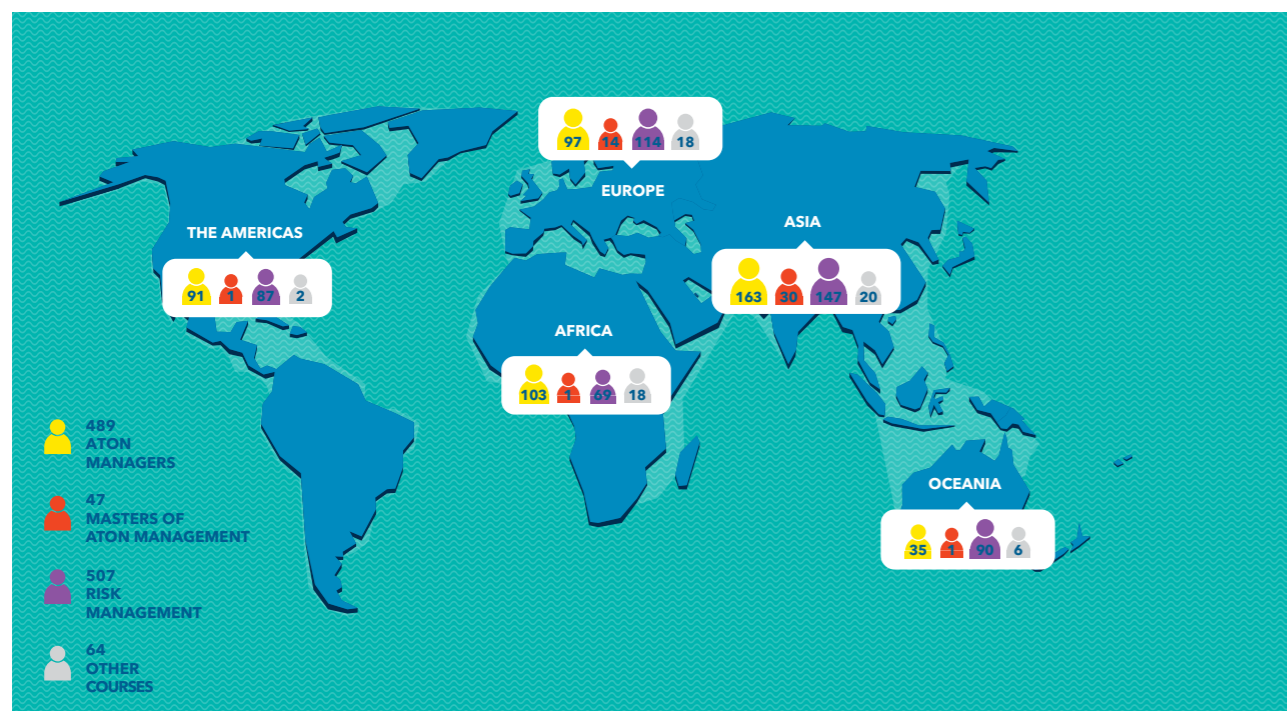 97 14 114 18
EUROPE
ASIA
163 30 147 20
THE AMERICAS
91 1 87 2
AFRICA
103 1 69 18
OCEANIA
35 1 90 6
489
ATON
MANAGERS
47
MASTERS OF
ATON MANAGEMENT
507
RISK
MANAGEMENT
64
OTHER
COURSES